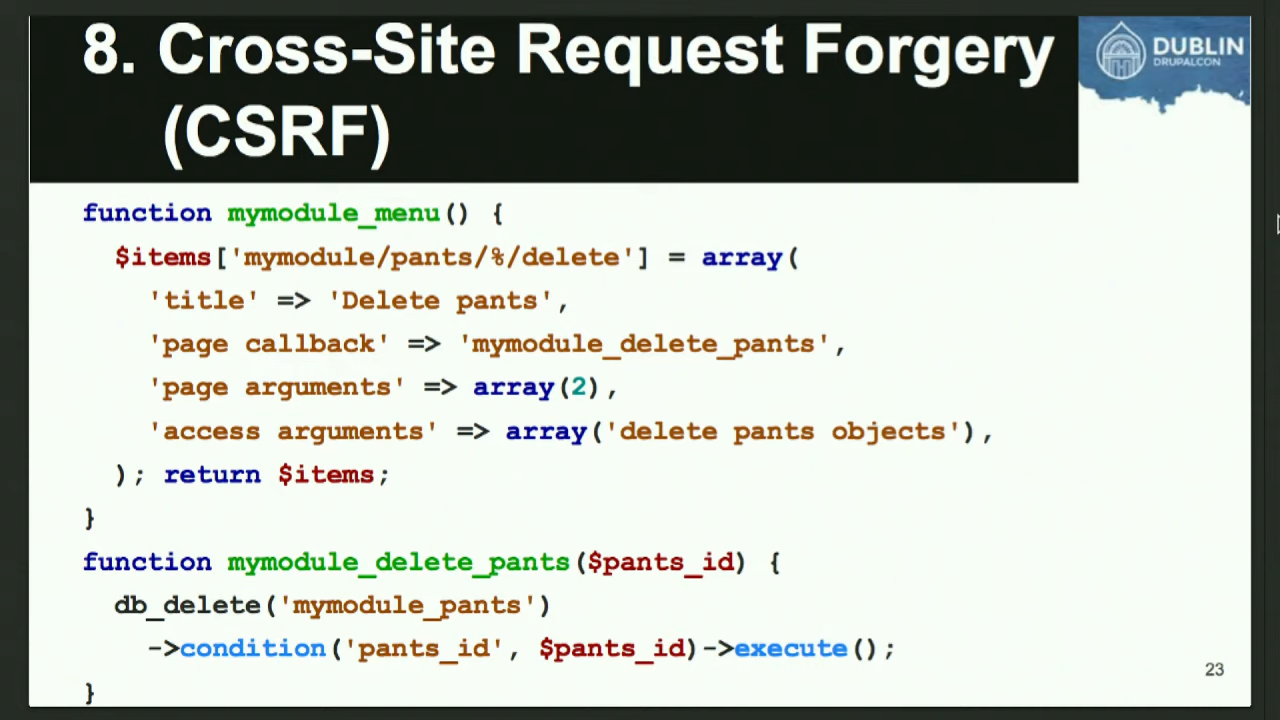 8. Cross-Site Request Forgery
(CSRF)
DUBLIN
DRUPALCON
function mymodule_menu() {
  $items['mymodule/pants/%/delete'] = array(
    'title' => 'Delete pants',
    'page callback' => 'mymodule_delete_pants',
    'page arguments' => array(2),
    'access arguments' => array('delete pants objects'),
  ); return $items;
}
function mymodule_delete_pants($pants_id) {
  db_delete('mymodule_pants')
    ->condition('pants_id', $pants_id)->execute();
}
23